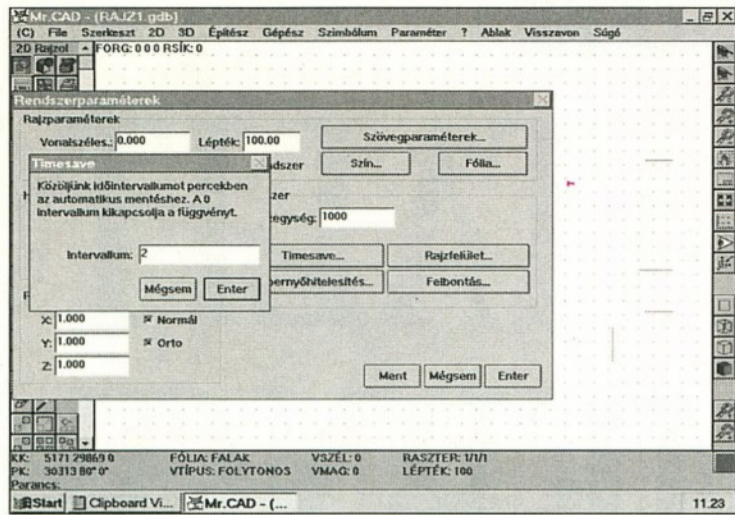 Mr.CAD - (RAJZ1.gdb)
(C) File Szerkeszt 2D 3D Építész Gépész Szimbólum Paraméter ? Ablak Visszavon Súgó
2D Rajzol
FORG: 0 0 0 RSÍK: 0
Rendszerparaméterek
Rajzparaméterek
Vonalszéles.: 0.000 Lépték: 100.00 Szövegparaméterek...
Szín... Fólia...
Timesave
Közöljünk időintervallumot percekben
az automatikus mentéshez. A 0
intervallum kikapcsolja a függvényt.
Intervallum: 2
Mégsem Enter
egység: 1000
Timesave... Rajzfelület...
Felbontás...
X: 1.000 Normál
Y: 1.000 Orto
Z: 1.000
Ment Mégsem Enter
KK: 5171 29869 0 FÓLIA: FALAK VSZÉL: 0 RASZTER: 1/1/1
PK: 30313 80° 0° VTÍPUS: FOLYTONOS VMAG: 0 LÉPTÉK: 100
Parancs:
Start Clipboard Vi... Mr.CAD - (... 11.23